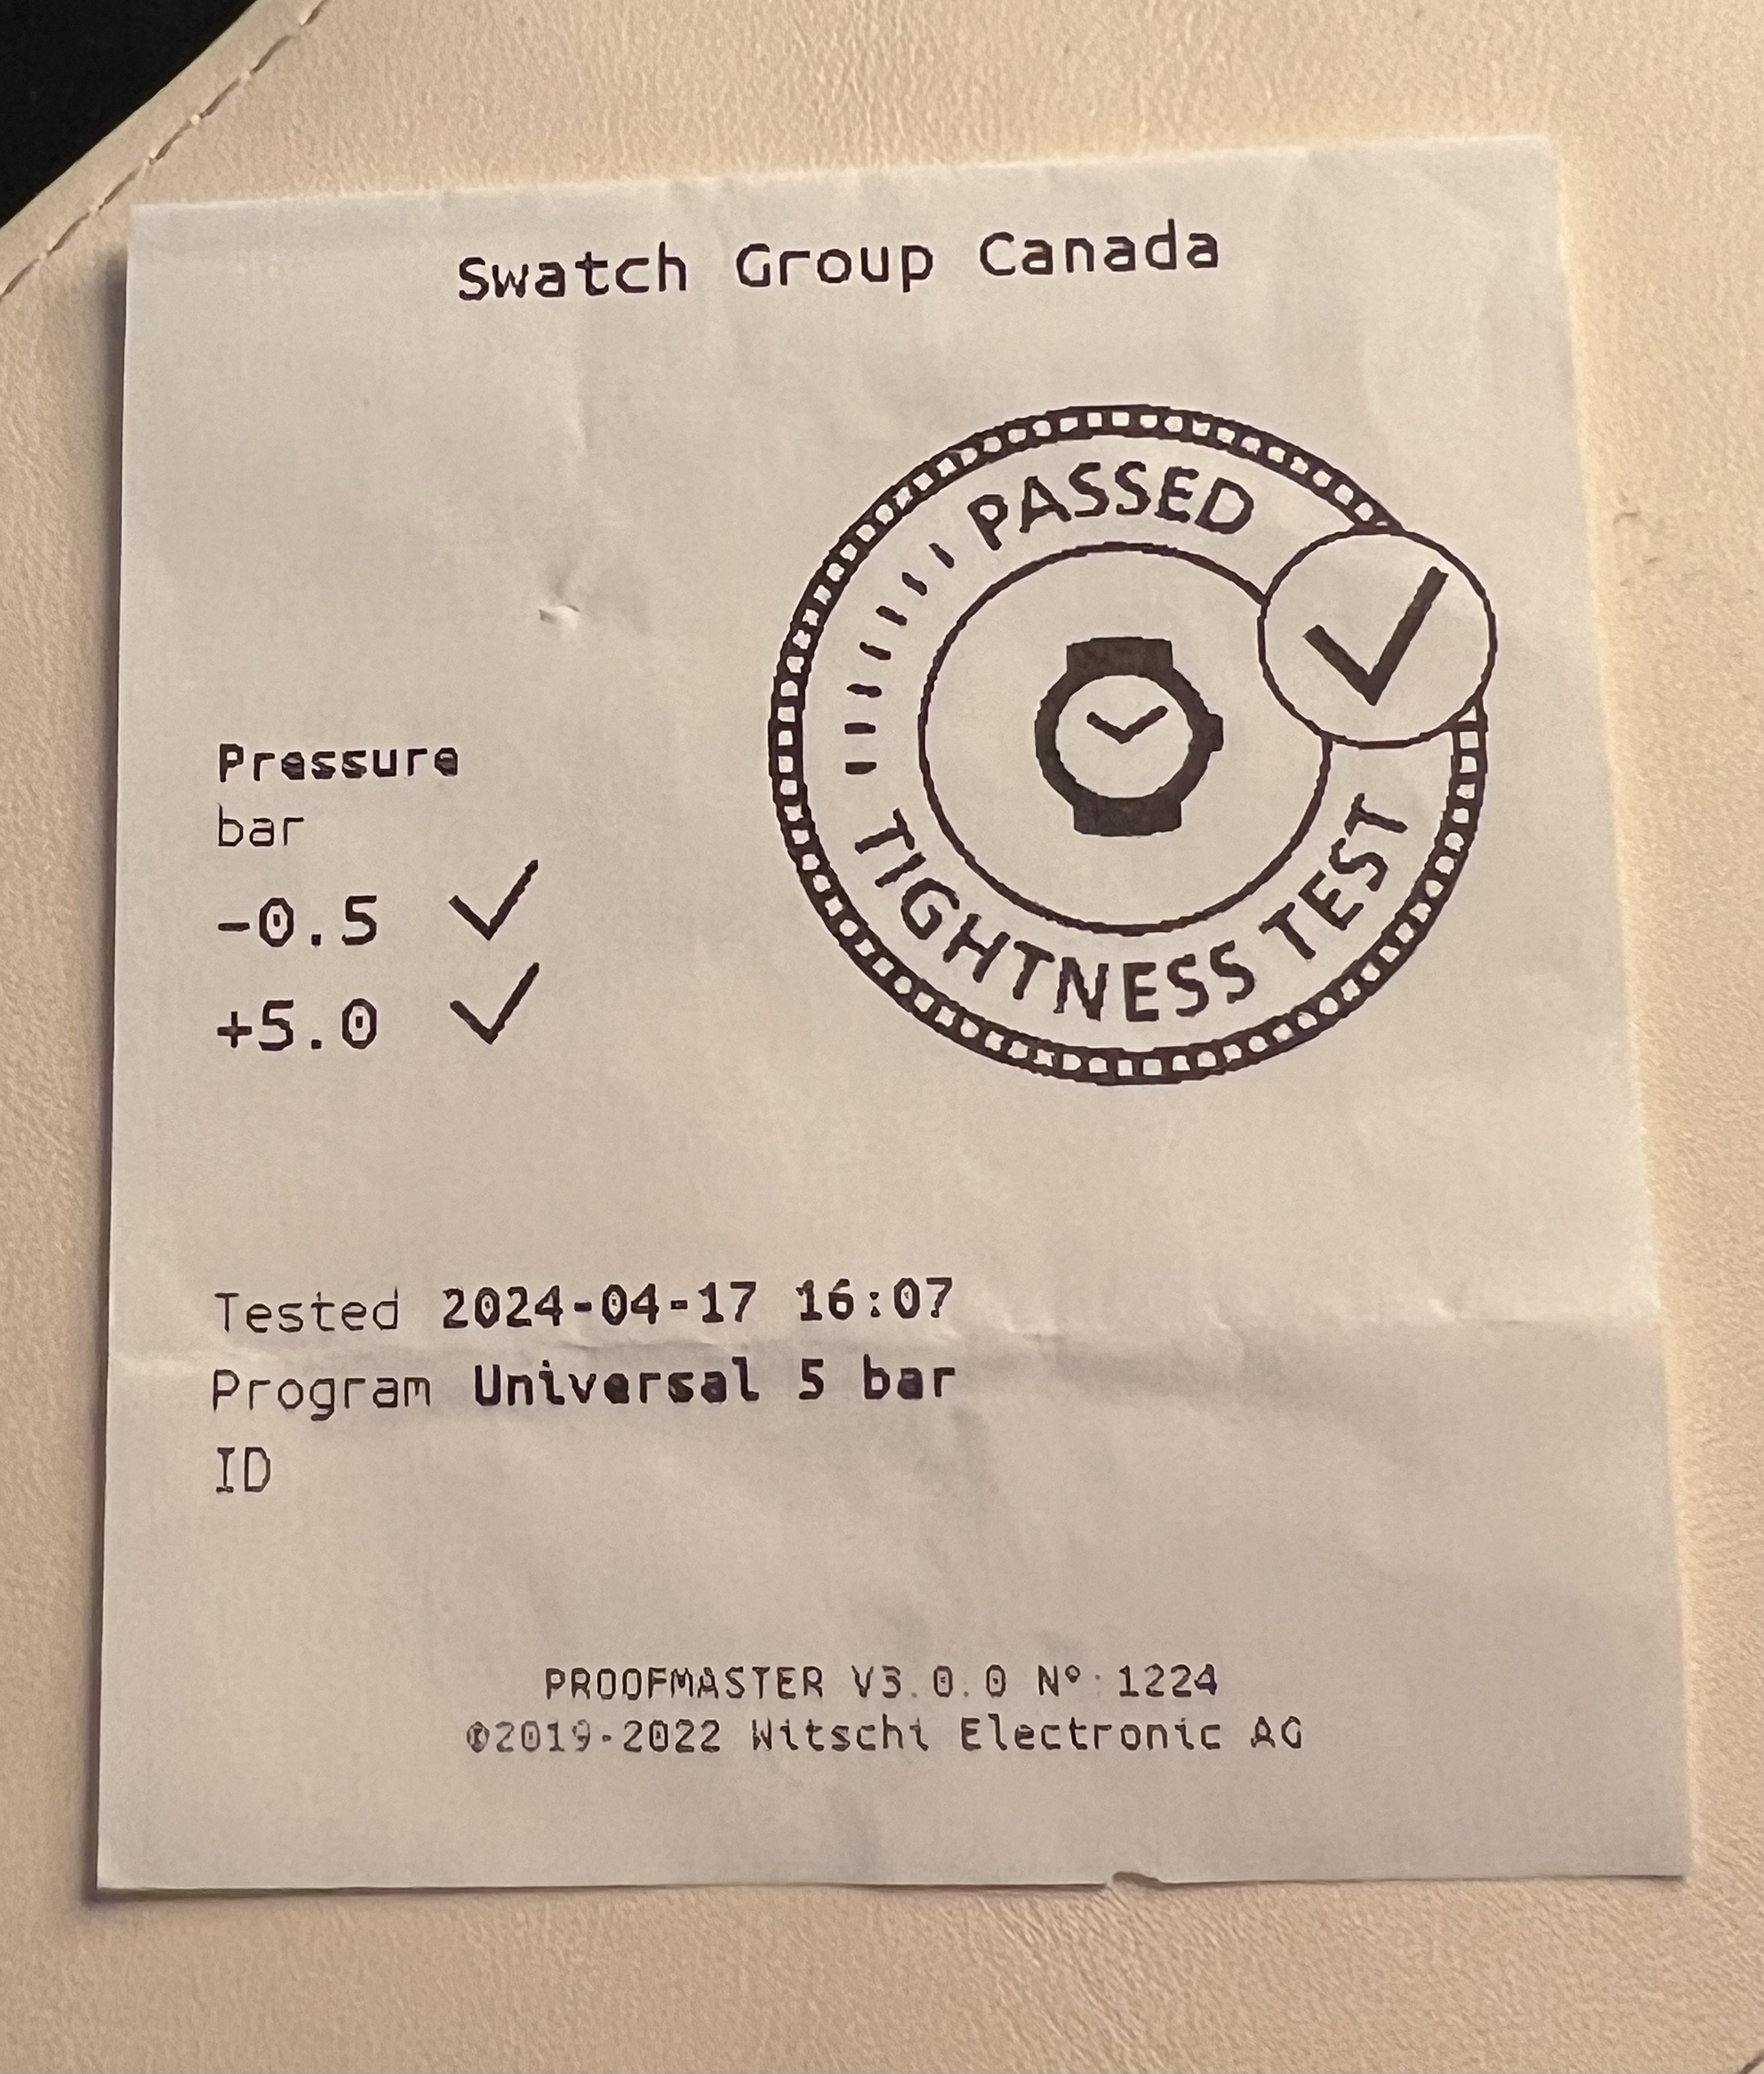 Swatch Group Canada
PASSED
TIGHTNESS TEST
Pressure
bar
-0.5 ✓
+5.0 ✓
Tested 2024-04-17 16:07
Program Universal 5 bar
ID
PROOFMASTER V3.0.0 Nº 1224
©2019-2022 Witschi Electronic AG